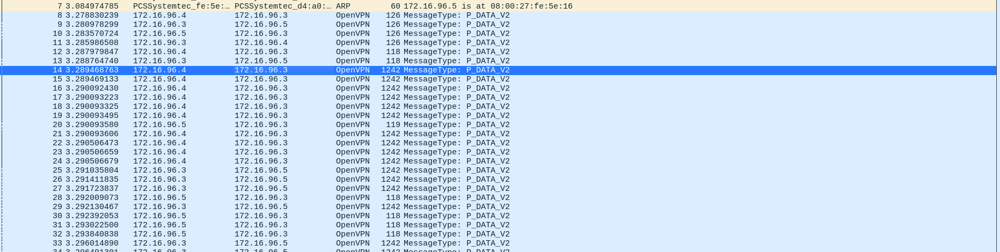 7 3.084974785 PCSSystemtec_fe:5e:… PCSSystemtec_d4:a0:… ARP 60 172.16.96.5 is at 08:00:27:fe:5e:16
8 3.278830239 172.16.96.4 172.16.96.3 OpenVPN 126 MessageType: P_DATA_V2
9 3.280978299 172.16.96.3 172.16.96.5 OpenVPN 126 MessageType: P_DATA_V2
10 3.283570724 172.16.96.5 172.16.96.3 OpenVPN 126 MessageType: P_DATA_V2
11 3.285986508 172.16.96.3 172.16.96.4 OpenVPN 126 MessageType: P_DATA_V2
12 3.287979847 172.16.96.4 172.16.96.3 OpenVPN 118 MessageType: P_DATA_V2
13 3.288764740 172.16.96.3 172.16.96.5 OpenVPN 118 MessageType: P_DATA_V2
14 3.289468763 172.16.96.4 172.16.96.3 OpenVPN 1242 MessageType: P_DATA_V2
15 3.289469133 172.16.96.4 172.16.96.3 OpenVPN 1242 MessageType: P_DATA_V2
16 3.290092430 172.16.96.4 172.16.96.3 OpenVPN 1242 MessageType: P_DATA_V2
17 3.290093223 172.16.96.4 172.16.96.3 OpenVPN 1242 MessageType: P_DATA_V2
18 3.290093325 172.16.96.4 172.16.96.3 OpenVPN 1242 MessageType: P_DATA_V2
19 3.290093495 172.16.96.4 172.16.96.3 OpenVPN 1242 MessageType: P_DATA_V2
20 3.290093580 172.16.96.5 172.16.96.3 OpenVPN 119 MessageType: P_DATA_V2
21 3.290093606 172.16.96.4 172.16.96.3 OpenVPN 1242 MessageType: P_DATA_V2
22 3.290506473 172.16.96.4 172.16.96.3 OpenVPN 1242 MessageType: P_DATA_V2
23 3.290506659 172.16.96.4 172.16.96.3 OpenVPN 1242 MessageType: P_DATA_V2
24 3.290506679 172.16.96.4 172.16.96.3 OpenVPN 1242 MessageType: P_DATA_V2
25 3.291035804 172.16.96.3 172.16.96.5 OpenVPN 1242 MessageType: P_DATA_V2
26 3.291411835 172.16.96.3 172.16.96.5 OpenVPN 1242 MessageType: P_DATA_V2
27 3.291723837 172.16.96.3 172.16.96.5 OpenVPN 1242 MessageType: P_DATA_V2
28 3.292009073 172.16.96.5 172.16.96.3 OpenVPN 118 MessageType: P_DATA_V2
29 3.292130467 172.16.96.3 172.16.96.5 OpenVPN 1242 MessageType: P_DATA_V2
30 3.292392053 172.16.96.5 172.16.96.3 OpenVPN 118 MessageType: P_DATA_V2
31 3.293022500 172.16.96.5 172.16.96.3 OpenVPN 118 MessageType: P_DATA_V2
32 3.293840838 172.16.96.5 172.16.96.3 OpenVPN 118 MessageType: P_DATA_V2
33 3.296014890 172.16.96.3 172.16.96.5 OpenVPN 1242 MessageType: P_DATA_V2
34 3.296491301 172.16.96.3 172.16.96.5 OpenVPN 1242 MessageType: P_DATA_V2